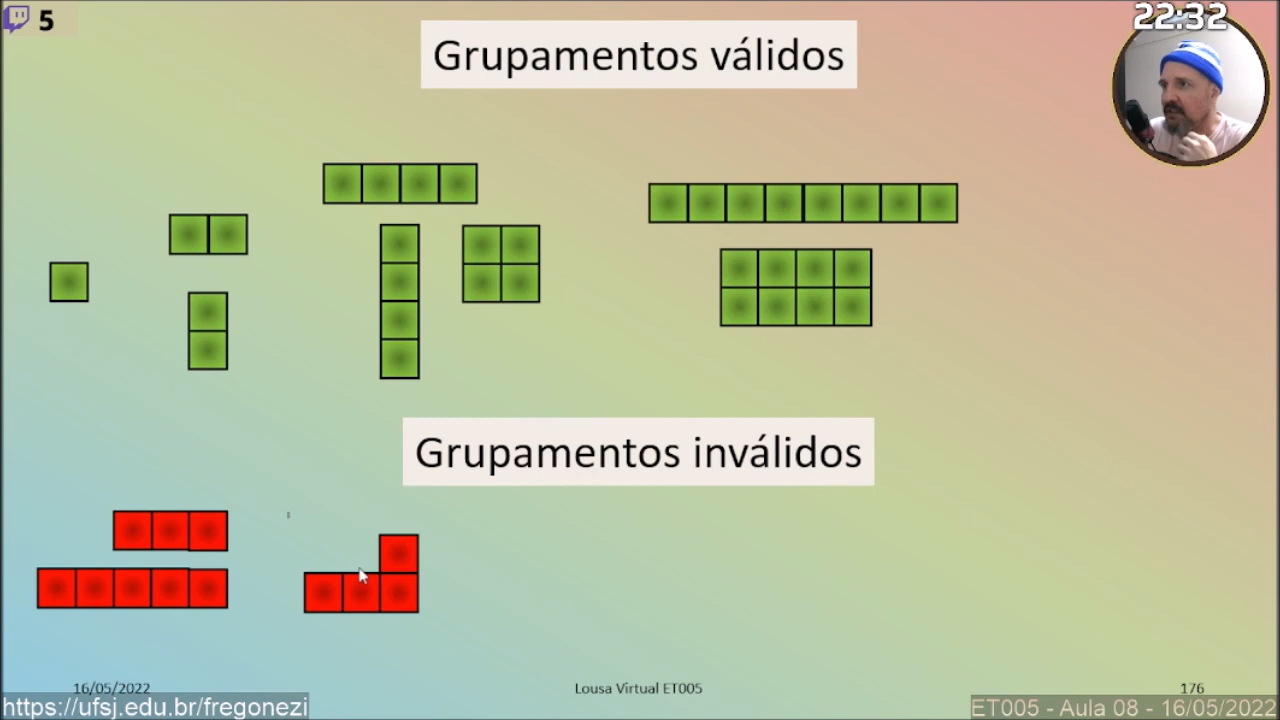 5
22:32
Grupamentos válidos
Grupamentos inválidos
16/05/2022
Lousa Virtual ET005
176
https://ufsj.edu.br/fregonezi
ET005 - Aula 08 - 16/05/2022